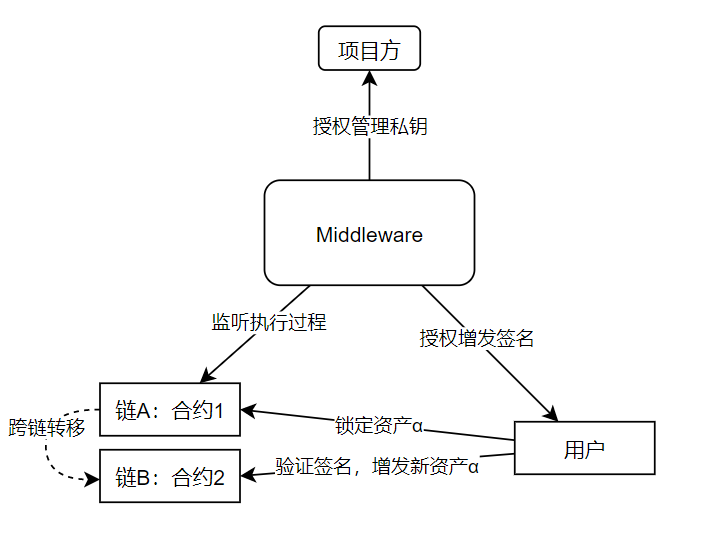 项目方
授权管理私钥
Middleware
监听执行过程
授权增发签名
链A：合约1
锁定资产α
跨链转移
用户
验证签名，增发新资产α
链B：合约2